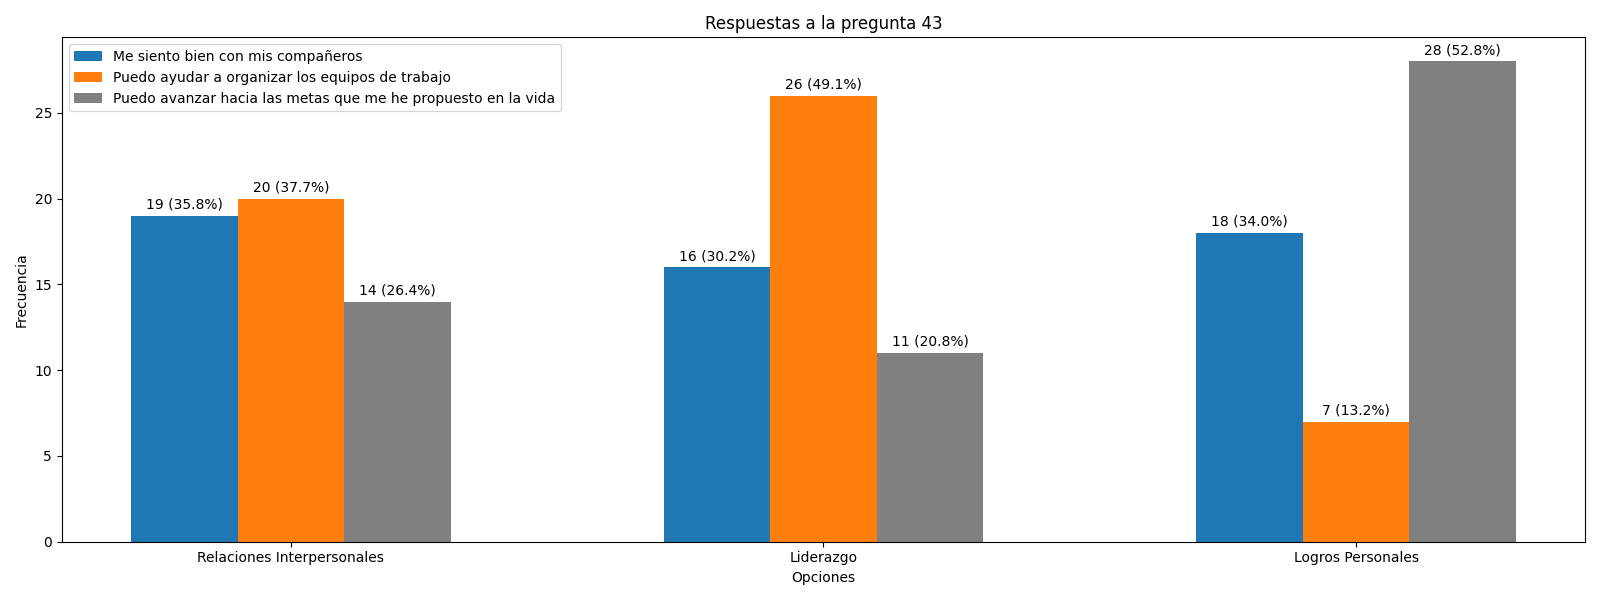 Respuestas a la pregunta 43
Me siento bien con mis compañeros
Puedo ayudar a organizar los equipos de trabajo
Puedo avanzar hacia las metas que me he propuesto en la vida
28 (52.8%)
26 (49.1%)
20 (37.7%)
19 (35.8%)
18 (34.0%)
16 (30.2%)
14 (26.4%)
11 (20.8%)
7 (13.2%)
25
20
15
10
5
0
Frecuencia
Relaciones Interpersonales
Liderazgo
Logros Personales
Opciones